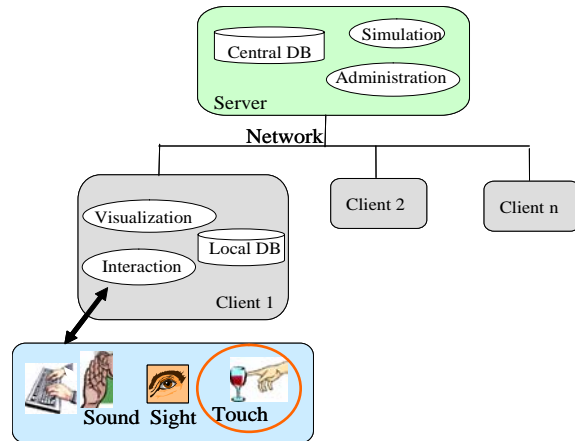 Simulation
Central DB
Administration
Server
Network
Visualization
Local DB
Interaction
Client 1
Client 2
Client n
Sound Sight Touch